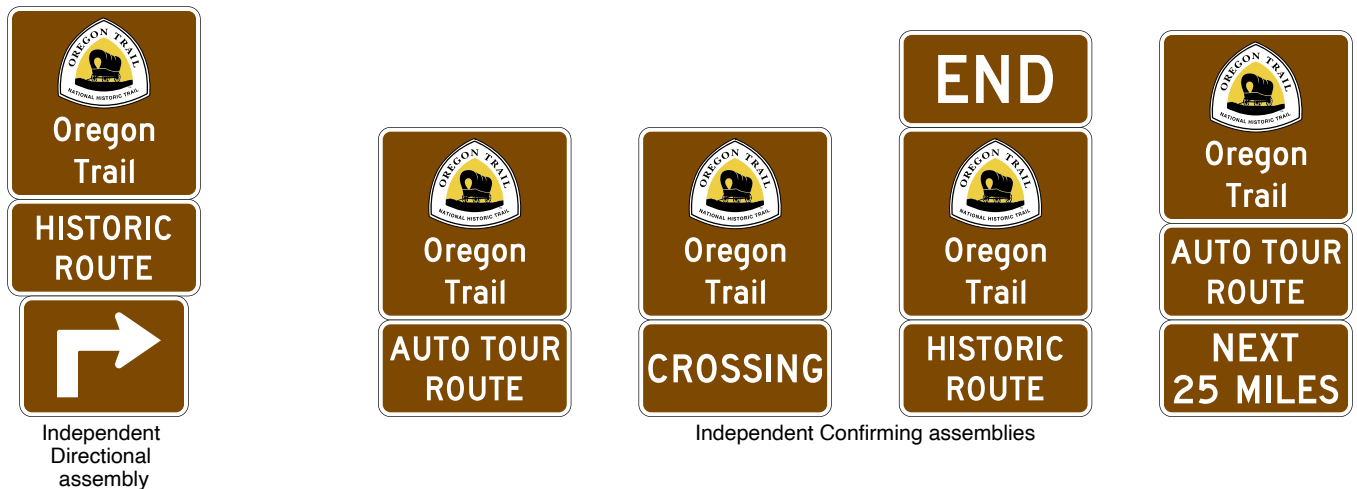 OREGON TRAIL
NATIONAL HISTORIC TRAIL
Oregon
Trail
HISTORIC
ROUTE
Independent
Directional
assembly
OREGON TRAIL
NATIONAL HISTORIC TRAIL
Oregon
Trail
AUTO TOUR
ROUTE
OREGON TRAIL
NATIONAL HISTORIC TRAIL
Oregon
Trail
CROSSING
END
OREGON TRAIL
NATIONAL HISTORIC TRAIL
Oregon
Trail
HISTORIC
ROUTE
OREGON TRAIL
NATIONAL HISTORIC TRAIL
Oregon
Trail
AUTO TOUR
ROUTE
NEXT
25 MILES
Independent Confirming assemblies